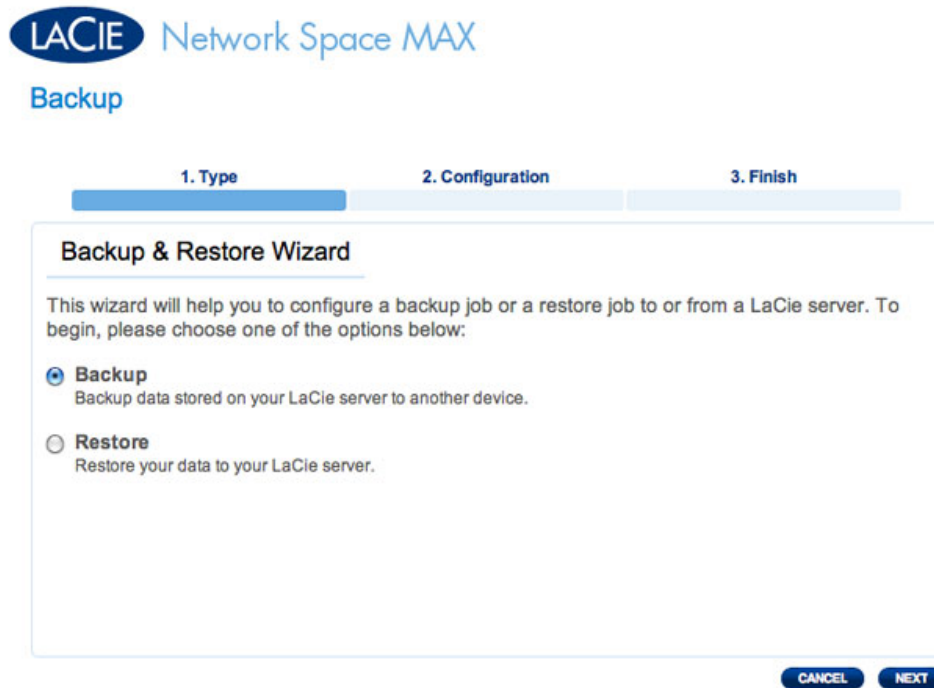 LACIE Network Space MAX
Backup
1. Type 2. Configuration 3. Finish
Backup & Restore Wizard
This wizard will help you to configure a backup job or a restore job to or from a LaCie server. To
begin, please choose one of the options below:
Backup
Backup data stored on your LaCie server to another device.
Restore
Restore your data to your LaCie server.
CANCEL NEXT